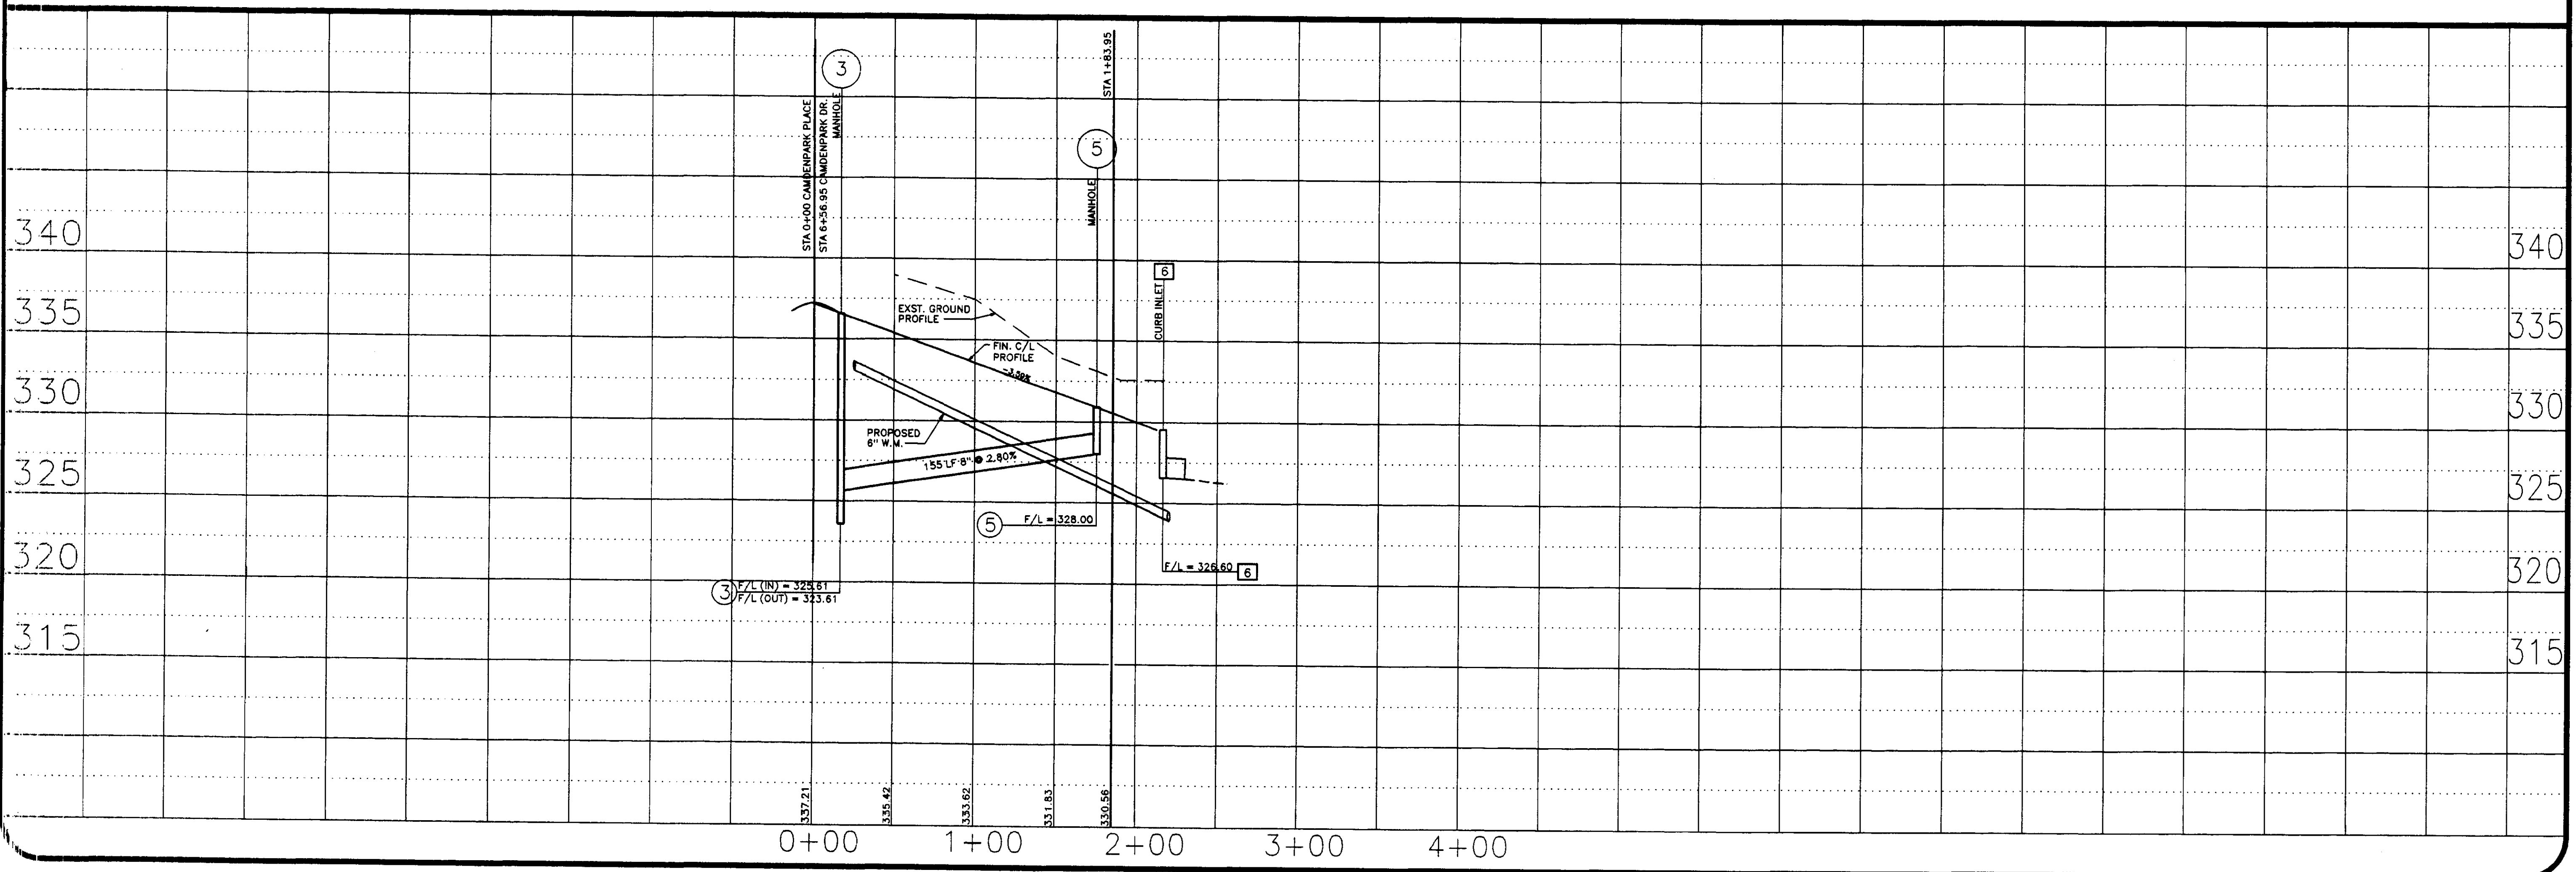 3
STA 0+00 CAMDENPARK PLACE
STA 6+56.95 CAMDENPARK DR.
MANHOLE
STA 1+83.95
5
MANHOLE
340
340
6
CURB INLET
335
EXST. GROUND
PROFILE
335
FIN. C/L
PROFILE
330
330
PROPOSED
6" W.M.
155 LF 8" @ 2.80%
325
325
5
F/L = 328.00
320
F/L = 326.60
6
320
3
F/L (IN) = 325.61
F/L (OUT) = 323.61
315
315
337.21
335.42
333.62
331.83
330.56
0+00
1+00
2+00
3+00
4+00